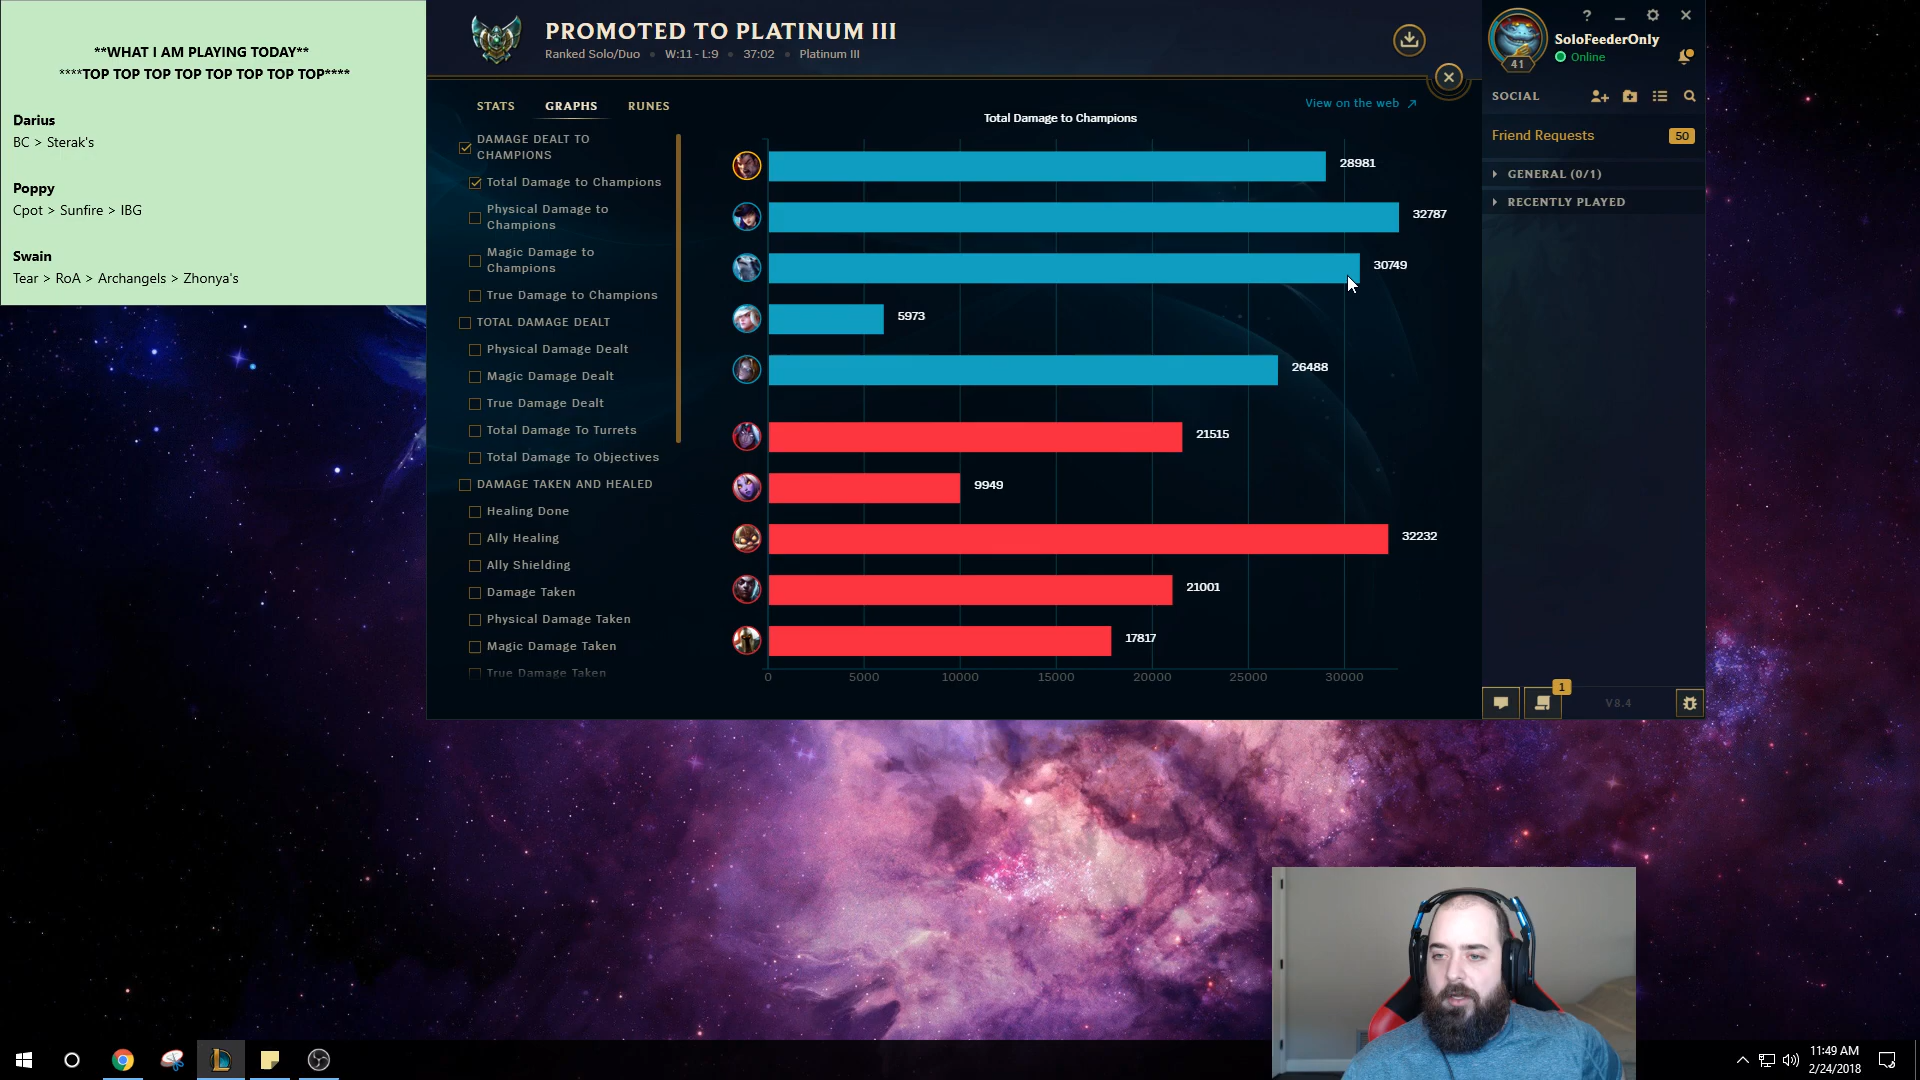 **WHAT I AM PLAYING TODAY**
****TOP TOP TOP TOP TOP TOP TOP TOP****
Darius
BC > Sterak's
Poppy
Cpot > Sunfire > IBG
Swain
Tear > RoA > Archangels > Zhonya's
PROMOTED TO PLATINUM III
Ranked Solo/Duo • W:11 - L:9 • 37:02 • Platinum III
STATS GRAPHS RUNES
View on the web
DAMAGE DEALT TO
CHAMPIONS
Total Damage to Champions
Physical Damage to
Champions
Magic Damage to
Champions
True Damage to Champions
TOTAL DAMAGE DEALT
Physical Damage Dealt
Magic Damage Dealt
True Damage Dealt
Total Damage To Turrets
Total Damage To Objectives
DAMAGE TAKEN AND HEALED
Healing Done
Ally Healing
Ally Shielding
Damage Taken
Physical Damage Taken
Magic Damage Taken
True Damage Taken
Total Damage to Champions
28981
32787
30749
5973
26488
21515
9949
32232
21001
17817
0 5000 10000 15000 20000 25000 30000
?
SoloFeederOnly
41
Online
SOCIAL
Friend Requests 50
GENERAL (0/1)
RECENTLY PLAYED
1
V8.4
11:49 AM
2/24/2018